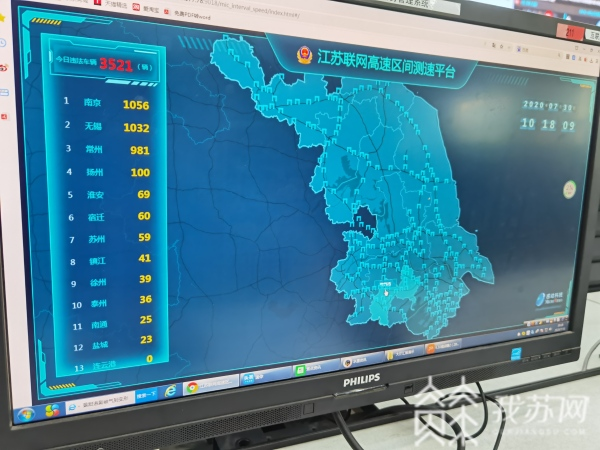 江苏联网高速区间测速平台
今日违法车辆 3521 （辆）
1 南京 1056
2 无锡 1032
3 常州 981
4 扬州 100
5 淮安 69
6 宿迁 60
7 苏州 59
8 镇江 41
9 徐州 39
10 泰州 36
11 南通 25
12 盐城 23
13 连云港 0
10 18 09
PHILIPS
我苏网